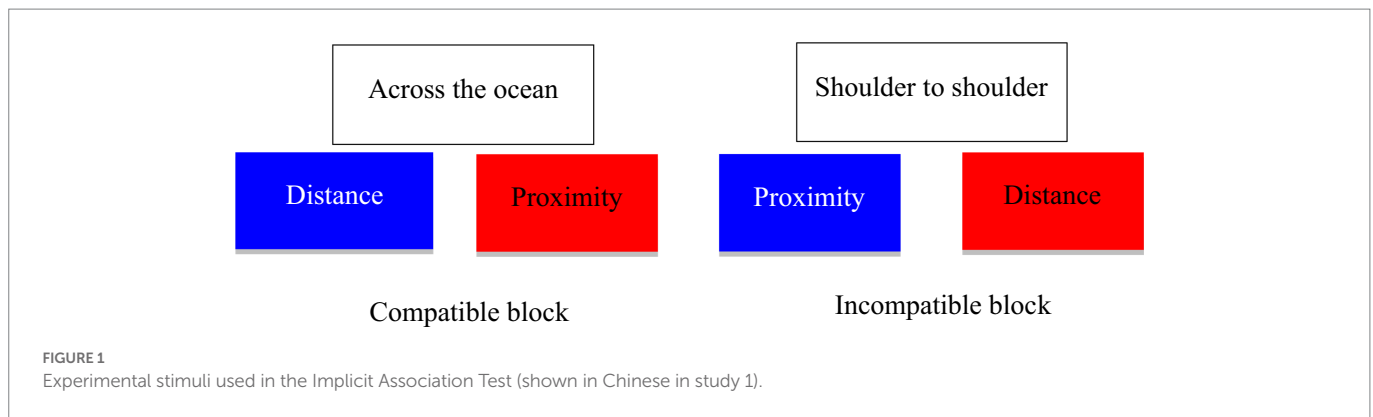 Across the ocean
Shoulder to shoulder
Distance
Proximity
Proximity
Distance
Compatible block
Incompatible block
FIGURE 1
Experimental stimuli used in the Implicit Association Test (shown in Chinese in study 1).